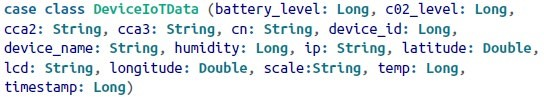 case class DeviceIoTData (battery_level: Long, c02_level: Long,
cca2: String, cca3: String, cn: String, device_id: Long,
device_name: String, humidity: Long, ip: String, latitude: Double,
lcd: String, longitude: Double, scale:String, temp: Long,
timestamp: Long)